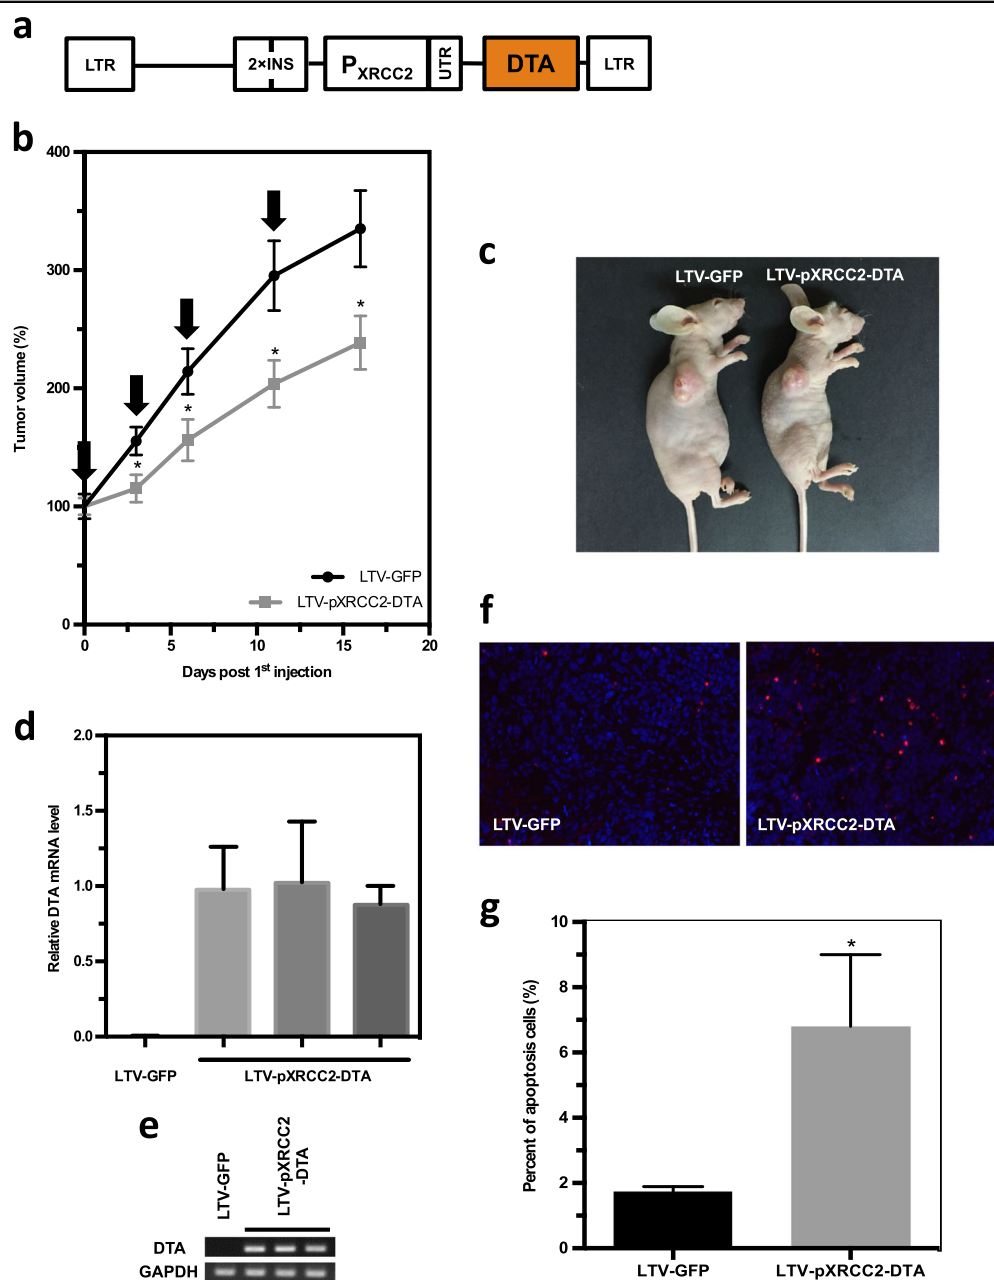 a
LTR 2×INS PXRCC2 UTR DTA LTR
b
400
300
200
100
0
Tumor volume (%)
* * * *
LTV-GFP
LTV-pXRCC2-DTA
0 5 10 15 20
Days post 1st injection
c
LTV-GFP LTV-pXRCC2-DTA
d
2.0
1.5
1.0
0.5
0.0
Relative DTA mRNA level
LTV-GFP LTV-pXRCC2-DTA
e
LTV-GFP
LTV-pXRCC2
-DTA
DTA
GAPDH
f
LTV-GFP LTV-pXRCC2-DTA
g
10
8
6
4
2
0
Percent of apoptosis cells (%)
*
LTV-GFP LTV-pXRCC2-DTA